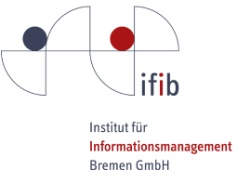 ifib
Institut für
Informationsmanagement
Bremen GmbH